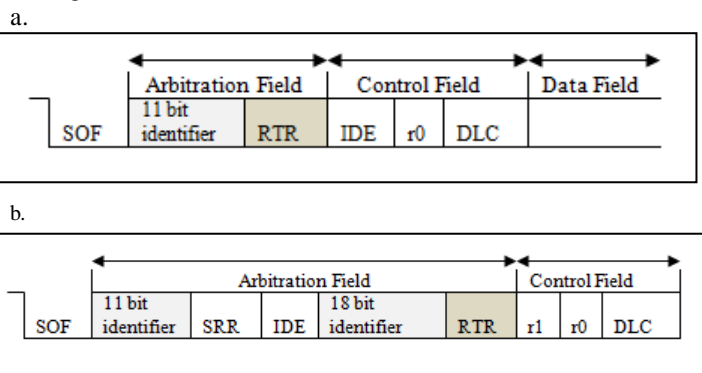 a.
Arbitration Field Control Field Data Field
11 bit
SOF identifier RTR IDE r0 DLC
b.
Arbitration Field Control Field
11 bit 18 bit
SOF identifier SRR IDE identifier RTR r1 r0 DLC